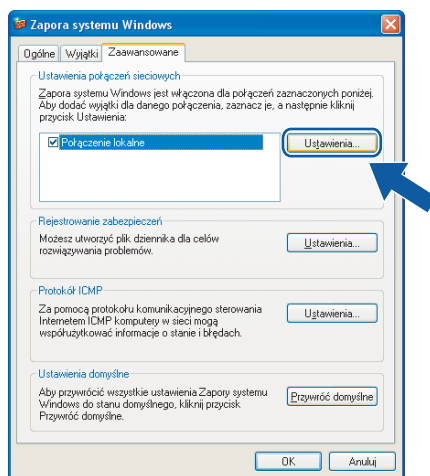 Zapora systemu Windows
Ogólne Wyjątki Zaawansowane
Ustawienia połączeń sieciowych
Zapora systemu Windows jest włączona dla połączeń zaznaczonych poniżej.
Aby dodać wyjątki dla danego połączenia, zaznacz je, a następnie kliknij
przycisk Ustawienia:
Połączenie lokalne
Ustawienia...
Rejestrowanie zabezpieczeń
Możesz utworzyć plik dziennika dla celów
rozwiązywania problemów.
Ustawienia...
Protokół ICMP
Za pomocą protokołu komunikacyjnego sterowania
Internetem ICMP komputery w sieci mogą
współużytkować informacje o stanie i błędach.
Ustawienia...
Ustawienia domyślne
Aby przywrócić wszystkie ustawienia Zapory systemu
Windows do stanu domyślnego, kliknij przycisk
Przywróć domyślne.
Przywróć domyślne
OK Anuluj